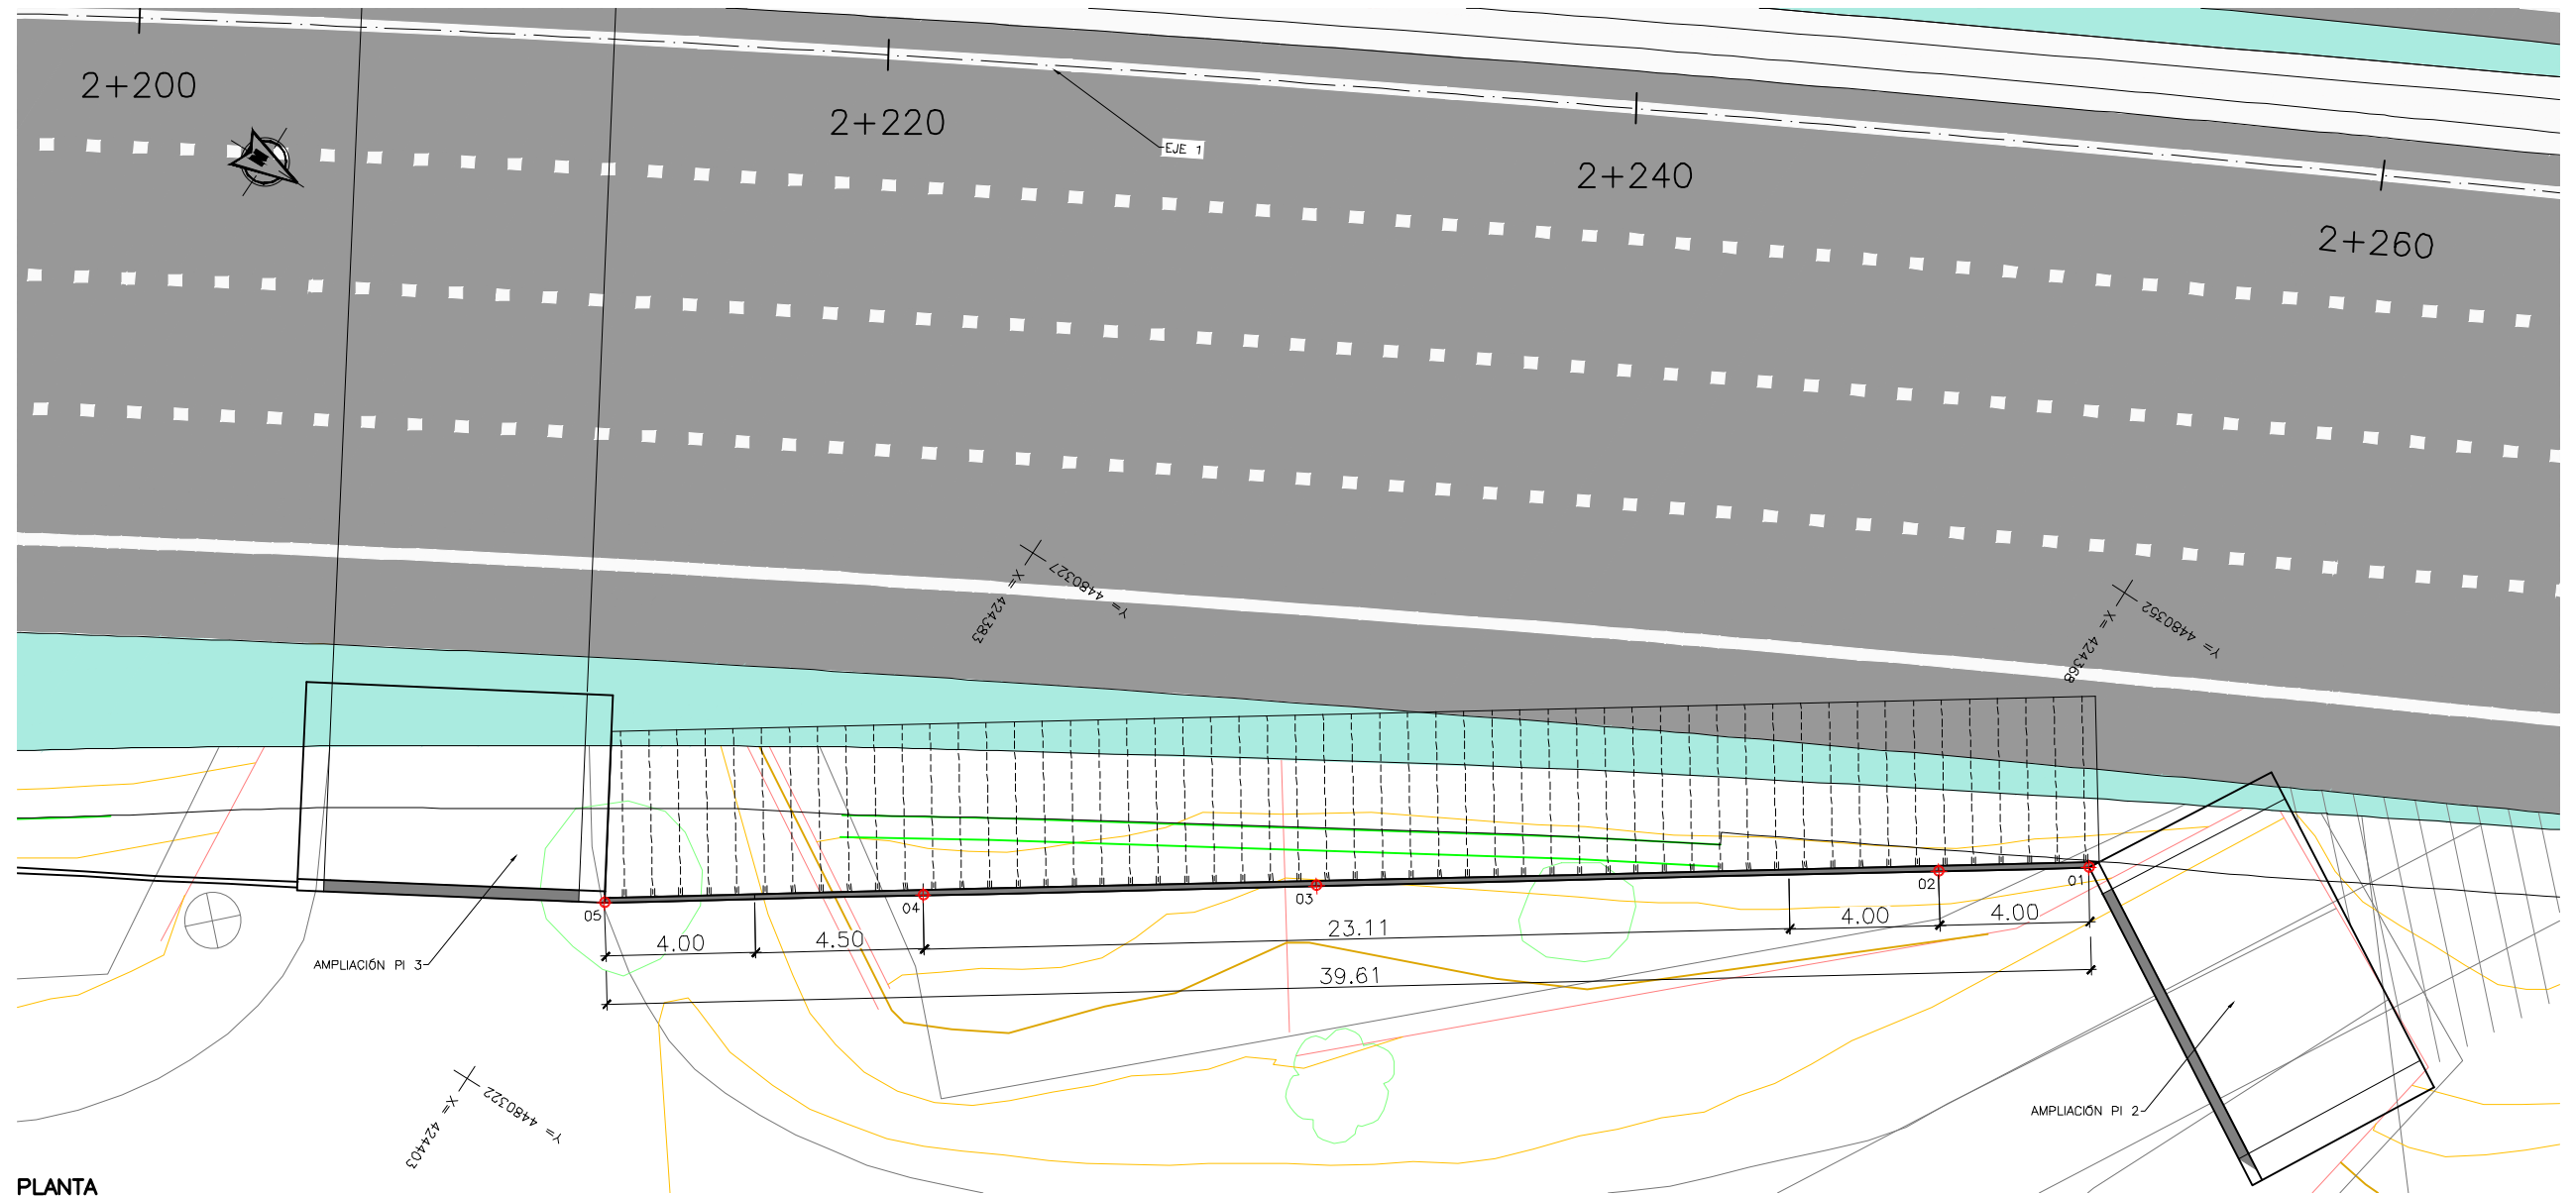 2+200
2+220
2+240
2+260
N
EJE 1
X= 424383
Y= 4480327
X= 424368
Y= 4480352
05
04
03
02
01
4.00
4.50
23.11
4.00
4.00
39.61
AMPLIACIÓN PI 3
AMPLIACIÓN PI 2
X= 424403
Y= 4480322
PLANTA